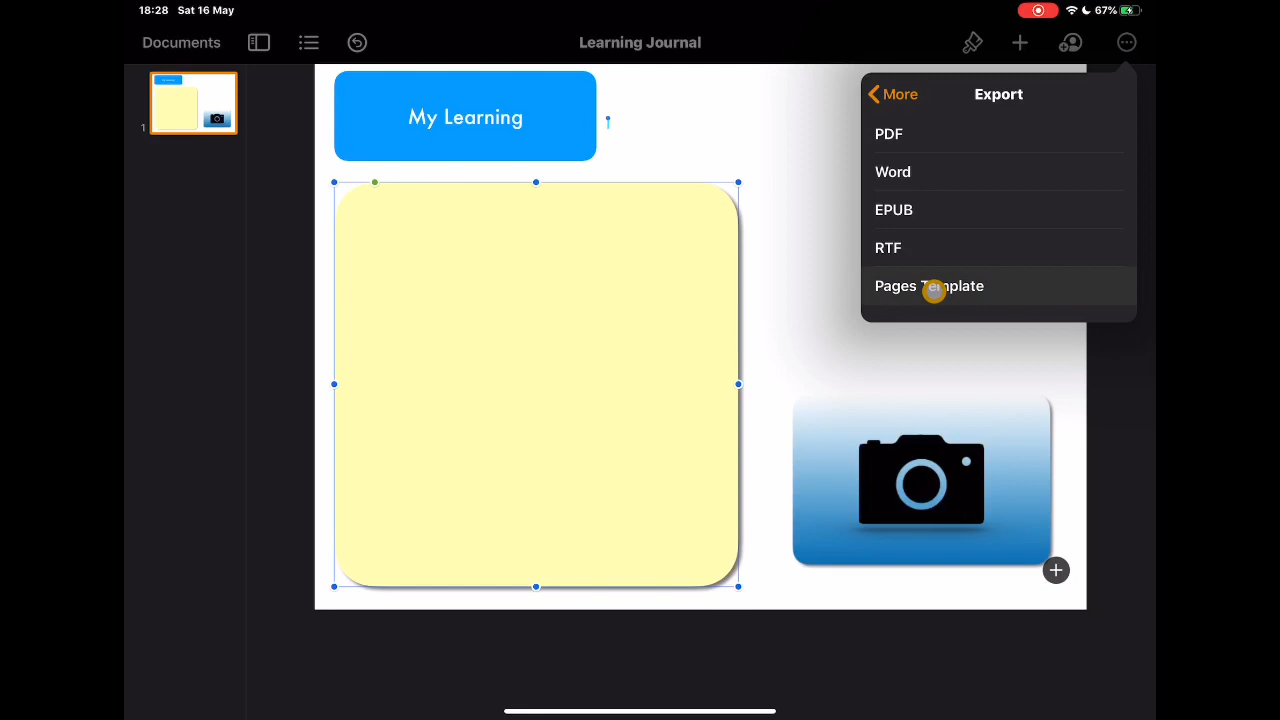 18:28 Sat 16 May
67%
Documents
Learning Journal
My Learning
1
More
Export
PDF
Word
EPUB
RTF
Pages Template